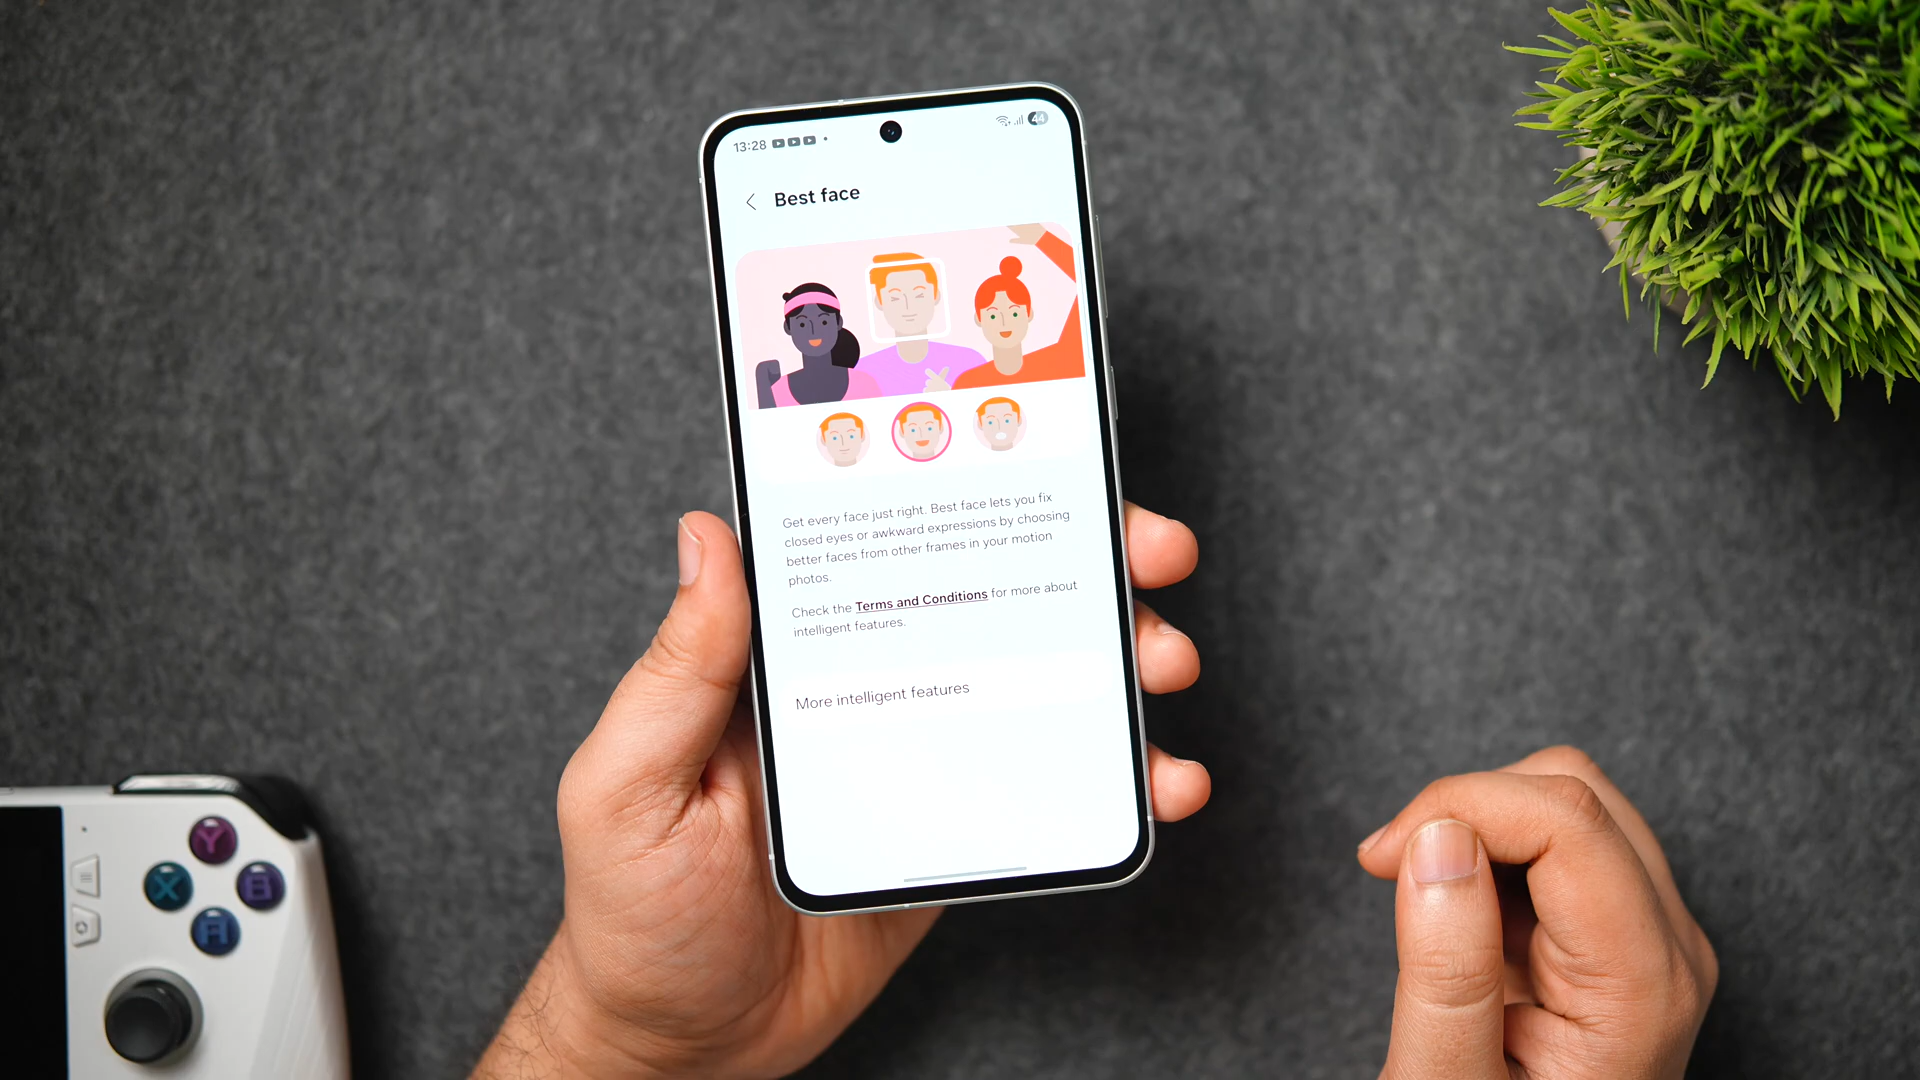 13:28
44
Best face
Get every face just right. Best face lets you fix
closed eyes or awkward expressions by choosing
better faces from other frames in your motion
photos.
Check the Terms and Conditions for more about
intelligent features.
More intelligent features
Y
X
B
A